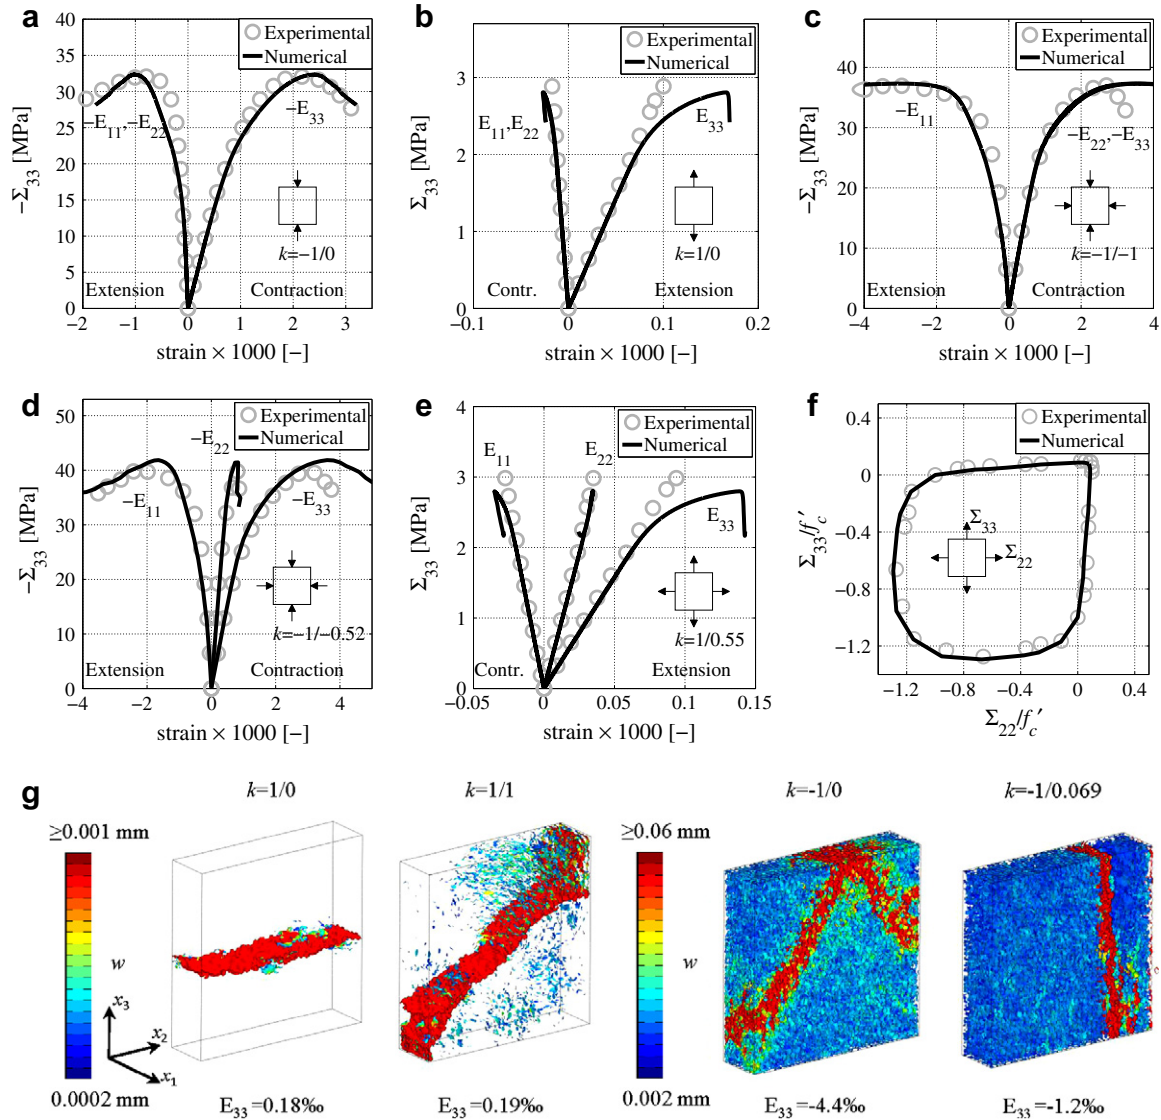 a
−Σ33 [MPa]
40
35
30
25
20
15
10
5
0
Experimental
Numerical
−E11,−E22
−E33
k=−1/0
Extension
Contraction
−2 −1 0 1 2 3
strain × 1000 [−]
b
Σ33 [MPa]
4
3
2
1
0
Experimental
Numerical
E11,E22
E33
k=1/0
Contr.
Extension
−0.1 0 0.1 0.2
strain × 1000 [−]
c
−Σ33 [MPa]
40
30
20
10
0
Experimental
Numerical
−E11
−E22,−E33
k=−1/−1
Extension
Contraction
−4 −2 0 2 4
strain × 1000 [−]
d
−Σ33 [MPa]
50
40
30
20
10
0
Experimental
Numerical
−E22
−E11
−E33
k=−1/−0.52
Extension
Contraction
−4 −2 0 2 4
strain × 1000 [−]
e
Σ33 [MPa]
4
3
2
1
0
Experimental
Numerical
E11
E22
E33
k=1/0.55
Contr.
Extension
−0.05 0 0.05 0.1 0.15
strain × 1000 [−]
f
Σ33/fc′
0.4
0
−0.4
−0.8
−1.2
Experimental
Numerical
Σ33
Σ22
−1.2 −0.8 −0.4 0 0.4
Σ22/fc′
g
k=1/0
k=1/1
k=-1/0
k=-1/0.069
≥0.001 mm
w
0.0002 mm
≥0.06 mm
w
0.002 mm
x3
x2
x1
E33=0.18‰
E33=0.19‰
E33=-4.4‰
E33=-1.2‰